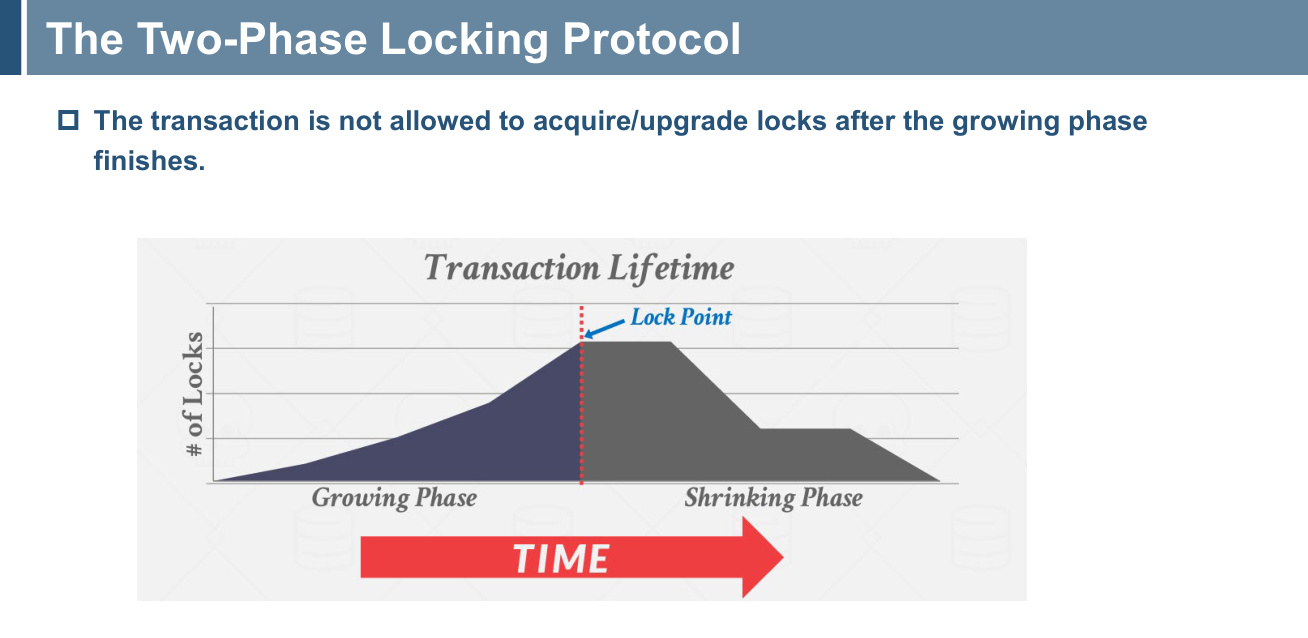 The Two-Phase Locking Protocol
The transaction is not allowed to acquire/upgrade locks after the growing phase
finishes.
Transaction Lifetime
Lock Point
# of Locks
Growing Phase
Shrinking Phase
TIME